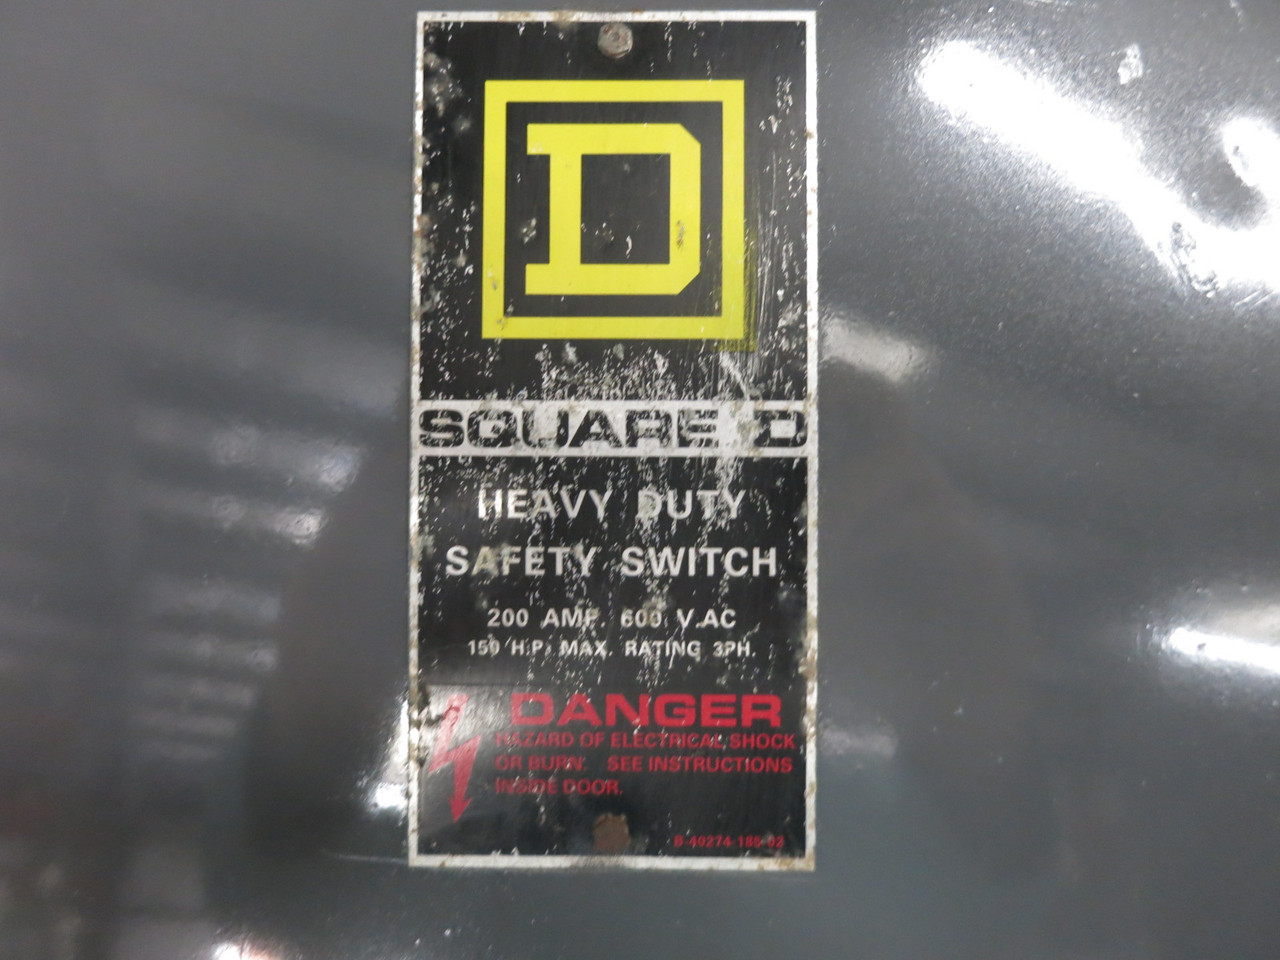 D
SQUARE D
HEAVY DUTY
SAFETY SWITCH
200 AMP. 600 V.AC
150 H.P. MAX. RATING 3PH.
DANGER
HAZARD OF ELECTRICAL SHOCK
OR BURN. SEE INSTRUCTIONS
INSIDE DOOR.